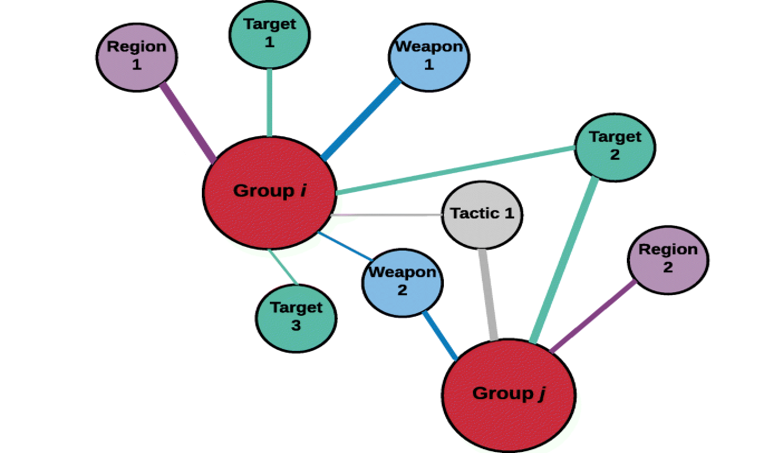 Target
1
Region
1
Weapon
1
Target
2
Group i
Tactic 1
Region
2
Weapon
2
Target
3
Group j